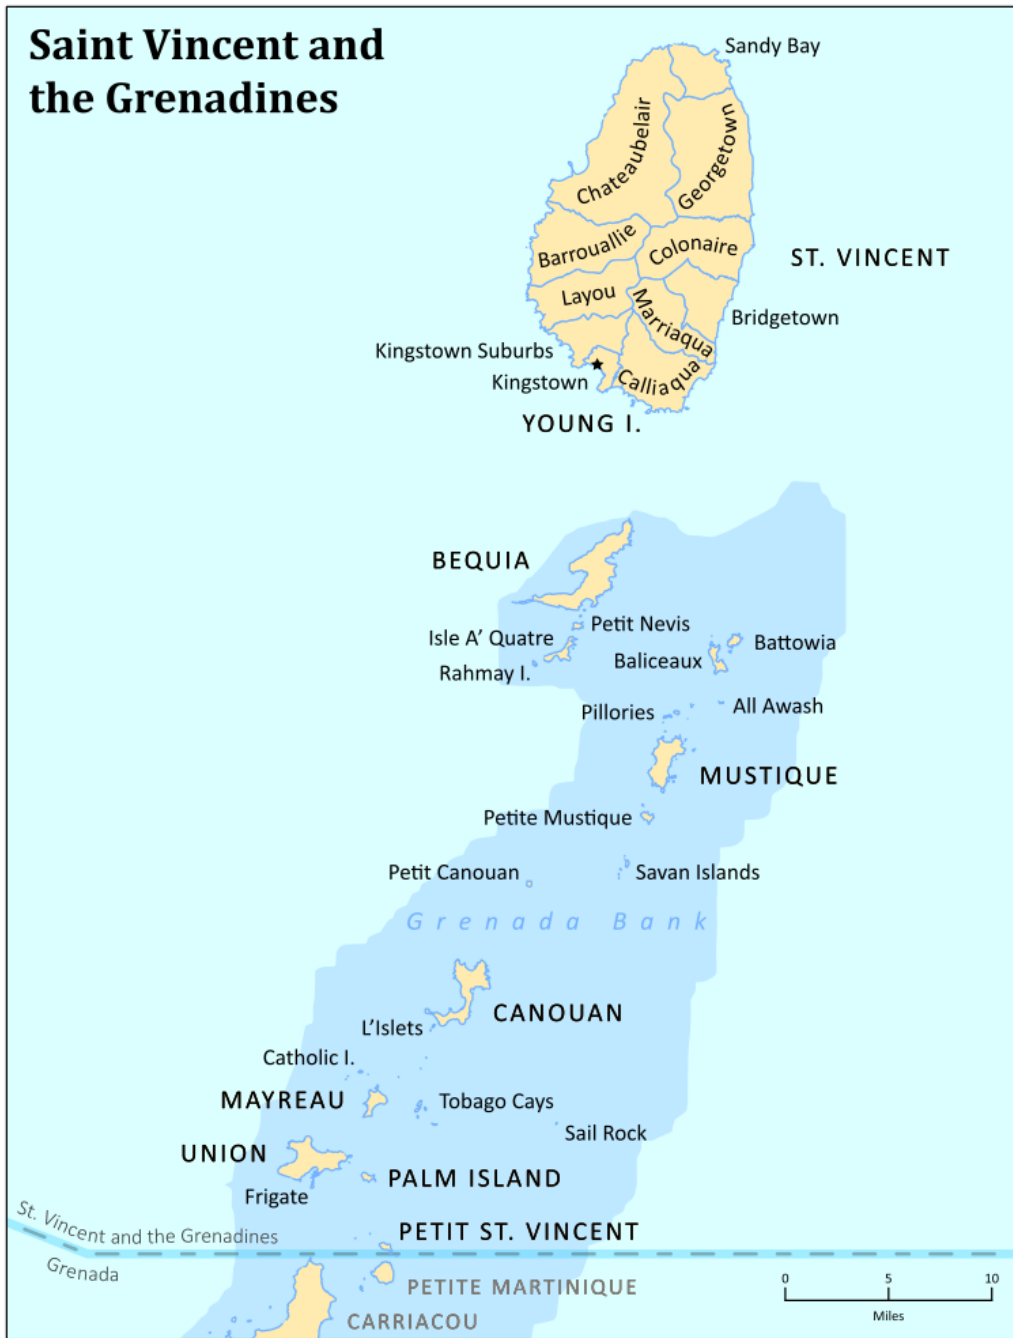 Saint Vincent and
the Grenadines
Sandy Bay
Chateaubelair
Georgetown
Barrouallie
Colonaire
ST. VINCENT
Layou
Marriaqua
Bridgetown
Kingstown Suburbs
Kingstown
Calliaqua
YOUNG I.
BEQUIA
Petit Nevis
Isle A' Quatre
Battowia
Baliceaux
Rahmay I.
All Awash
Pillories
MUSTIQUE
Petite Mustique
Petit Canouan
Savan Islands
Grenada Bank
CANOUAN
L'Islets
Catholic I.
MAYREAU
Tobago Cays
Sail Rock
UNION
PALM ISLAND
Frigate
St. Vincent and the Grenadines
PETIT ST. VINCENT
Grenada
PETITE MARTINIQUE
CARRIACOU
0 5 10
Miles